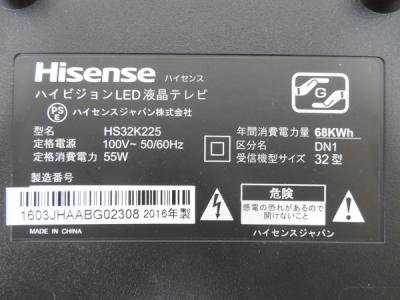 Hisense ハイセンス
ハイビジョンLED液晶テレビ
PS
E
ハイセンスジャパン株式会社
G
型名 HS32K225
定格電源 100V~ 50/60Hz
定格消費電力 55W
年間消費電力量 68KWh
区分名 DN1
受信機型サイズ 32型
製造番号
1603JHAABG02308 2016年製
MADE IN CHINA
危険
感電の恐れがあるので
開けないこと
ハイセンスジャパン